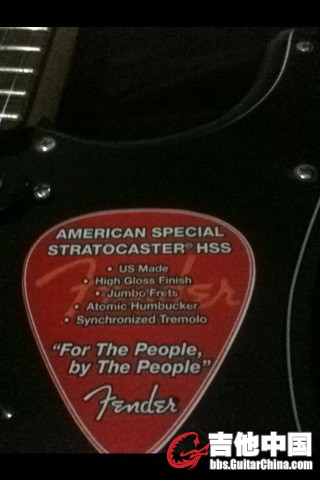 AMERICAN SPECIAL
STRATOCASTER® HSS
• US Made
• High Gloss Finish
• Jumbo Frets
• Atomic Humbucker
• Synchronized Tremolo
Fender
"For The People,
by The People"
Fender
吉他中国
bbs.GuitarChina.com